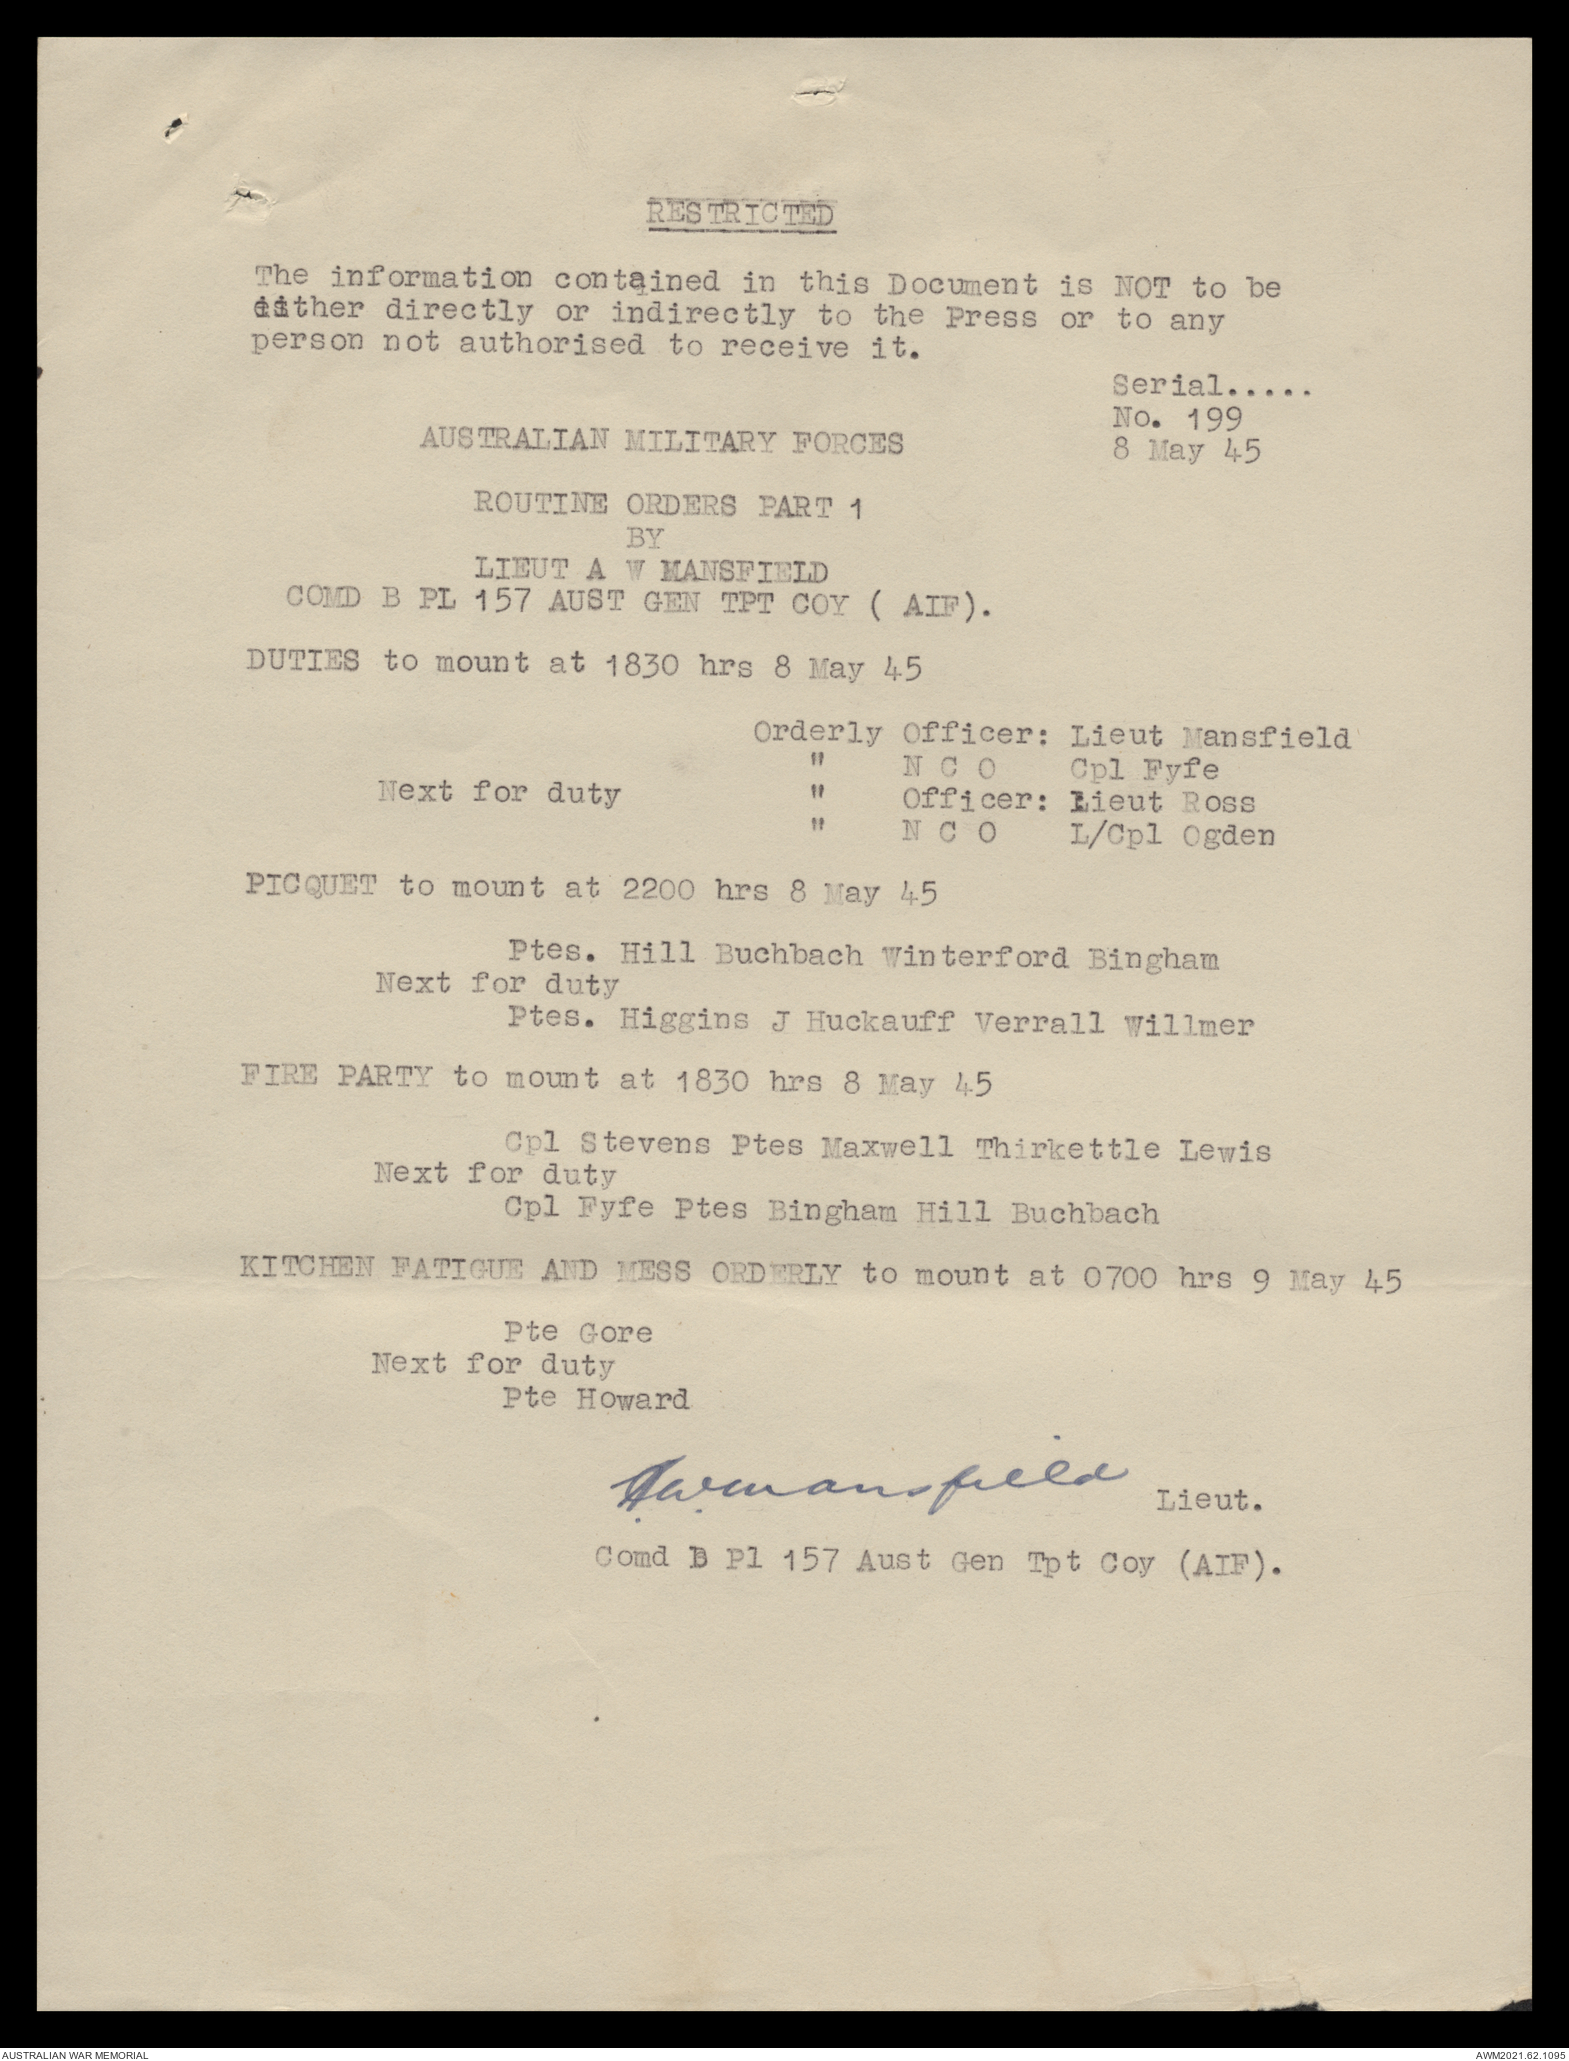 RESTRICTED
The information contained in this Document is NOT to be
either directly or indirectly to the Press or to any
person not authorised to receive it.
Serial.....
No. 199
8 May 45
AUSTRALIAN MILITARY FORCES
ROUTINE ORDERS PART 1
BY
LIEUT A W MANSFIELD
COMD B PL 157 AUST GEN TPT COY ( AIF).
DUTIES to mount at 1830 hrs 8 May 45
Orderly Officer: Lieut Mansfield
" N C O Cpl Fyfe
Next for duty " Officer: Lieut Ross
" N C O L/Cpl Ogden
PICQUET to mount at 2200 hrs 8 May 45
Ptes. Hill Buchbach Winterford Bingham
Next for duty
Ptes. Higgins J Huckauff Verrall Willmer
FIRE PARTY to mount at 1830 hrs 8 May 45
Cpl Stevens Ptes Maxwell Thirkettle Lewis
Next for duty
Cpl Fyfe Ptes Bingham Hill Buchbach
KITCHEN FATIGUE AND MESS ORDERLY to mount at 0700 hrs 9 May 45
Pte Gore
Next for duty
Pte Howard
A.W.Mansfield Lieut.
Comd B Pl 157 Aust Gen Tpt Coy (AIF).
AUSTRALIAN WAR MEMORIAL
AWM2021.62.1095